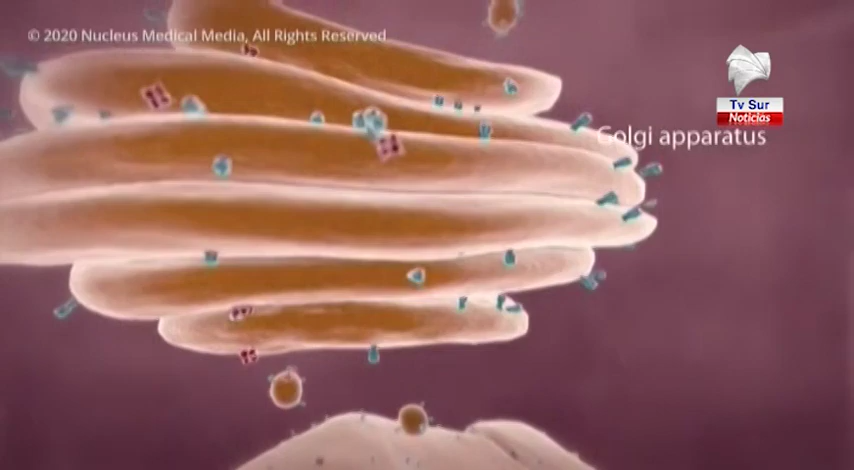 © 2020 Nucleus Medical Media, All Rights Reserved
Tv Sur
Noticias
Golgi apparatus